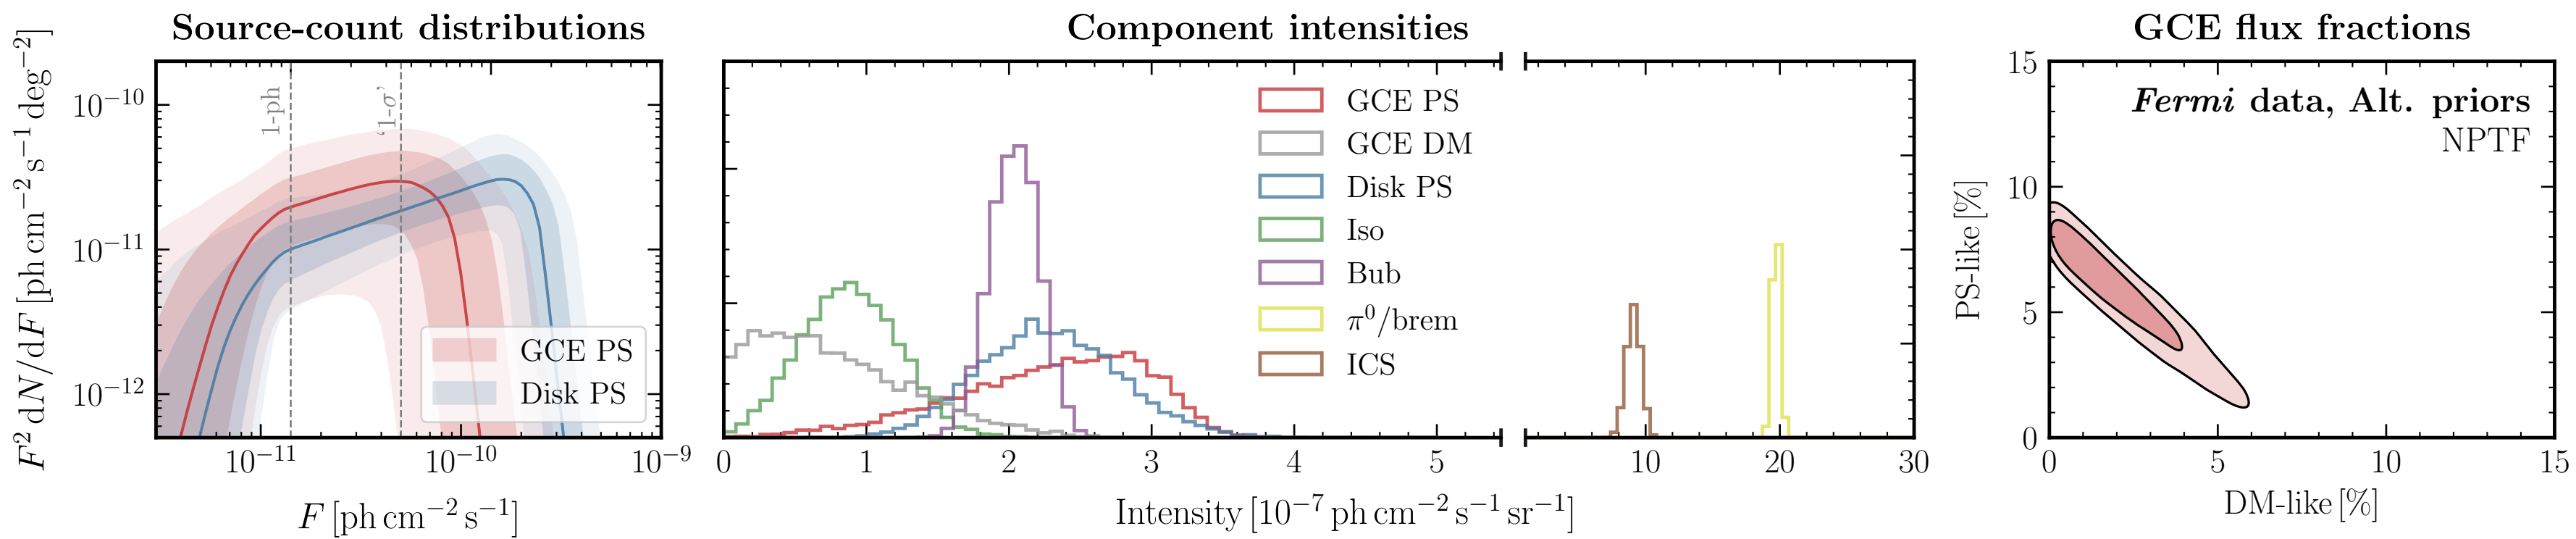 Source-count distributions
F² dN/dF [ph cm⁻² s⁻¹ deg⁻²]
10⁻¹⁰
10⁻¹¹
10⁻¹²
1-ph
‘1-σ’
GCE PS
Disk PS
10⁻¹¹ 10⁻¹⁰ 10⁻⁹
F [ph cm⁻² s⁻¹]
Component intensities
GCE PS
GCE DM
Disk PS
Iso
Bub
π⁰/brem
ICS
0 1 2 3 4 5 10 20 30
Intensity [10⁻⁷ ph cm⁻² s⁻¹ sr⁻¹]
GCE flux fractions
Fermi data, Alt. priors
NPTF
PS-like [%]
15
10
5
0
0 5 10 15
DM-like [%]